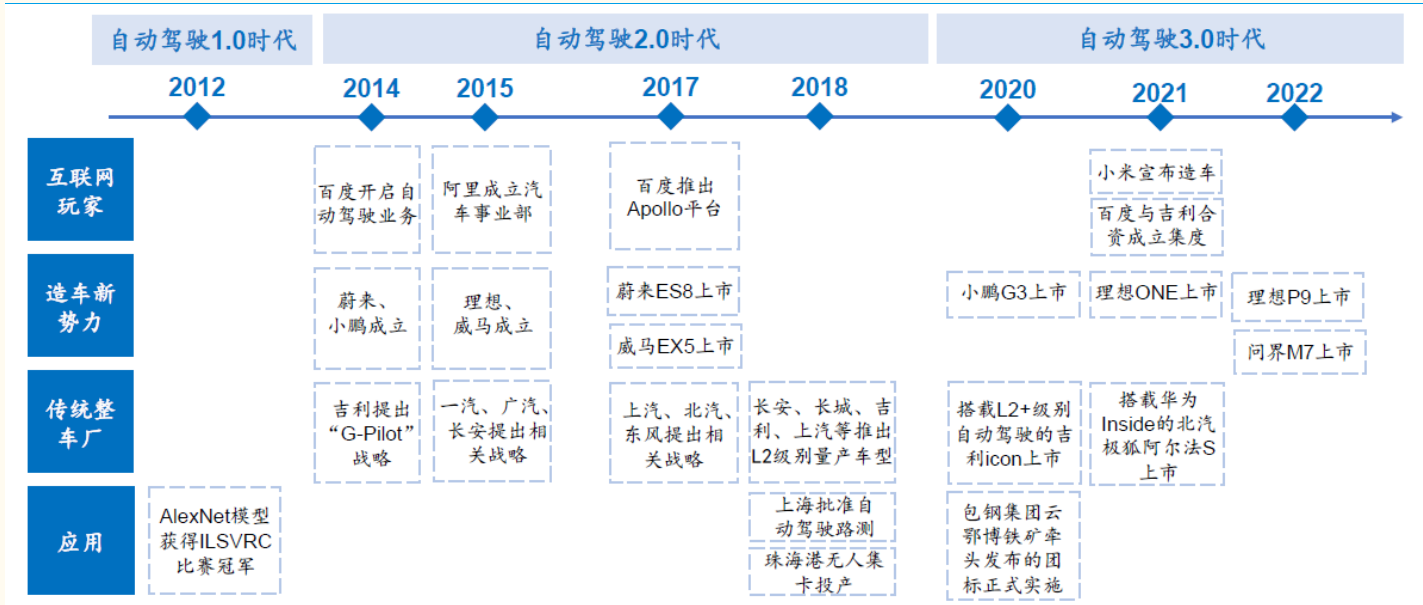 自动驾驶1.0时代
自动驾驶2.0时代
自动驾驶3.0时代
2012
2014
2015
2017
2018
2020
2021
2022
互联网
玩家
百度开启自
动驾驶业务
阿里成立汽
车事业部
百度推出
Apollo平台
小米宣布造车
百度与吉利合
资成立集度
造车新
势力
蔚来、
小鹏成立
理想、
威马成立
蔚来ES8上市
威马EX5上市
小鹏G3上市
理想ONE上市
理想P9上市
问界M7上市
传统整
车厂
吉利提出
“G-Pilot”
战略
一汽、广汽、
长安提出相
关战略
上汽、北汽、
东风提出相
关战略
长安、长城、吉
利、上汽等推出
L2级别量产车型
搭载L2+级别
自动驾驶的吉
利icon上市
搭载华为
Inside的北汽
极狐阿尔法S
上市
应用
AlexNet模型
获得ILSVRC
比赛冠军
上海批准自
动驾驶路测
珠海港无人集
卡投产
包钢集团云
鄂博铁矿牵
头发布的团
标正式实施